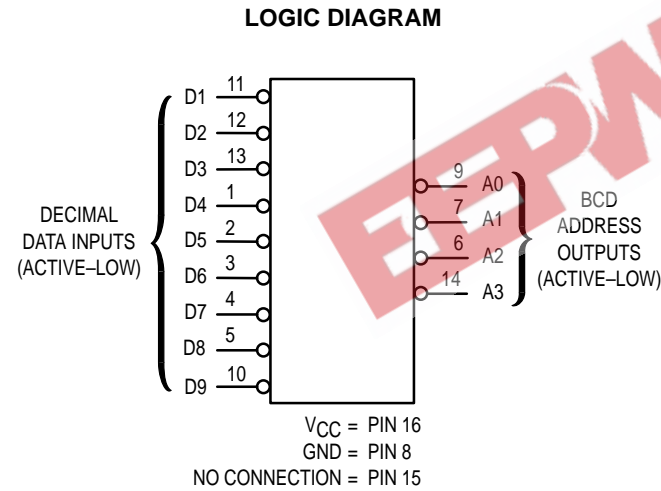 LOGIC DIAGRAM
D1 11
D2 12
D3 13
D4 1
D5 2
D6 3
D7 4
D8 5
D9 10
DECIMAL
DATA INPUTS
(ACTIVE–LOW)
9 A0
7 A1
6 A2
14 A3
BCD
ADDRESS
OUTPUTS
(ACTIVE–LOW)
VCC = PIN 16
GND = PIN 8
NO CONNECTION = PIN 15
EEPW